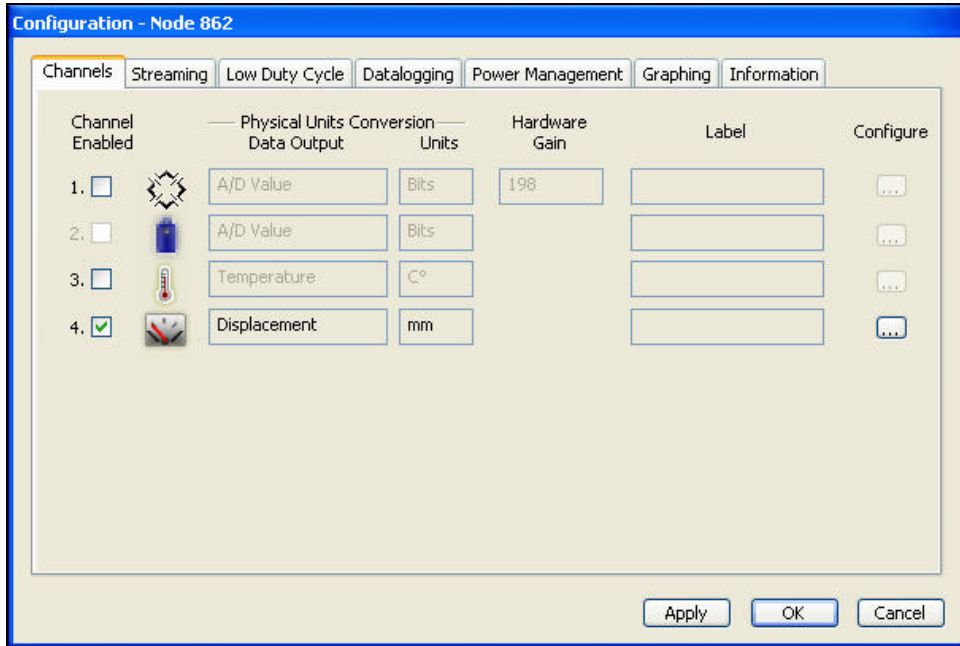 Configuration - Node 862
Channels Streaming Low Duty Cycle Datalogging Power Management Graphing Information
Channel Enabled Physical Units Conversion Data Output Units Hardware Gain Label Configure
1. A/D Value Bits 198 ...
2. A/D Value Bits ...
3. Temperature C° ...
4. Displacement mm ...
Apply OK Cancel